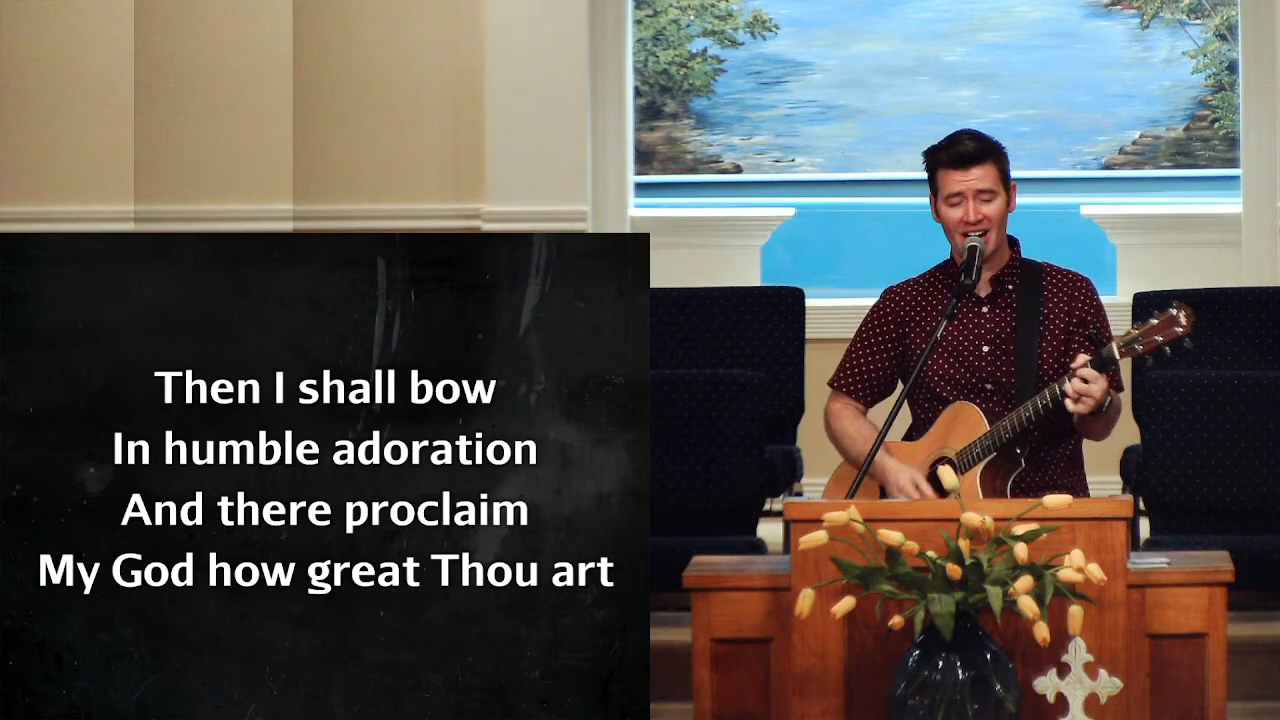 Then I shall bow
In humble adoration
And there proclaim
My God how great Thou art